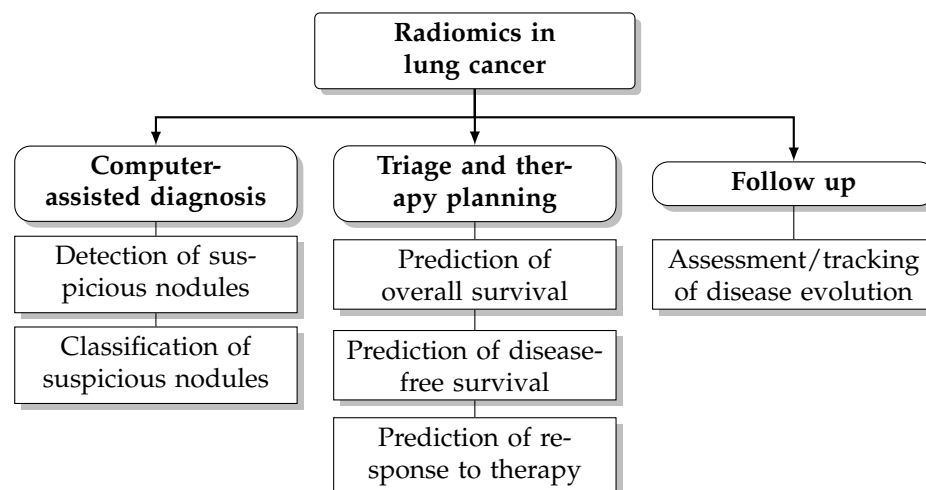 Radiomics in
lung cancer
Computer-
assisted diagnosis
Detection of sus-
picious nodules
Classification of
suspicious nodules
Triage and ther-
apy planning
Prediction of
overall survival
Prediction of disease-
free survival
Prediction of re-
sponse to therapy
Follow up
Assessment/tracking
of disease evolution